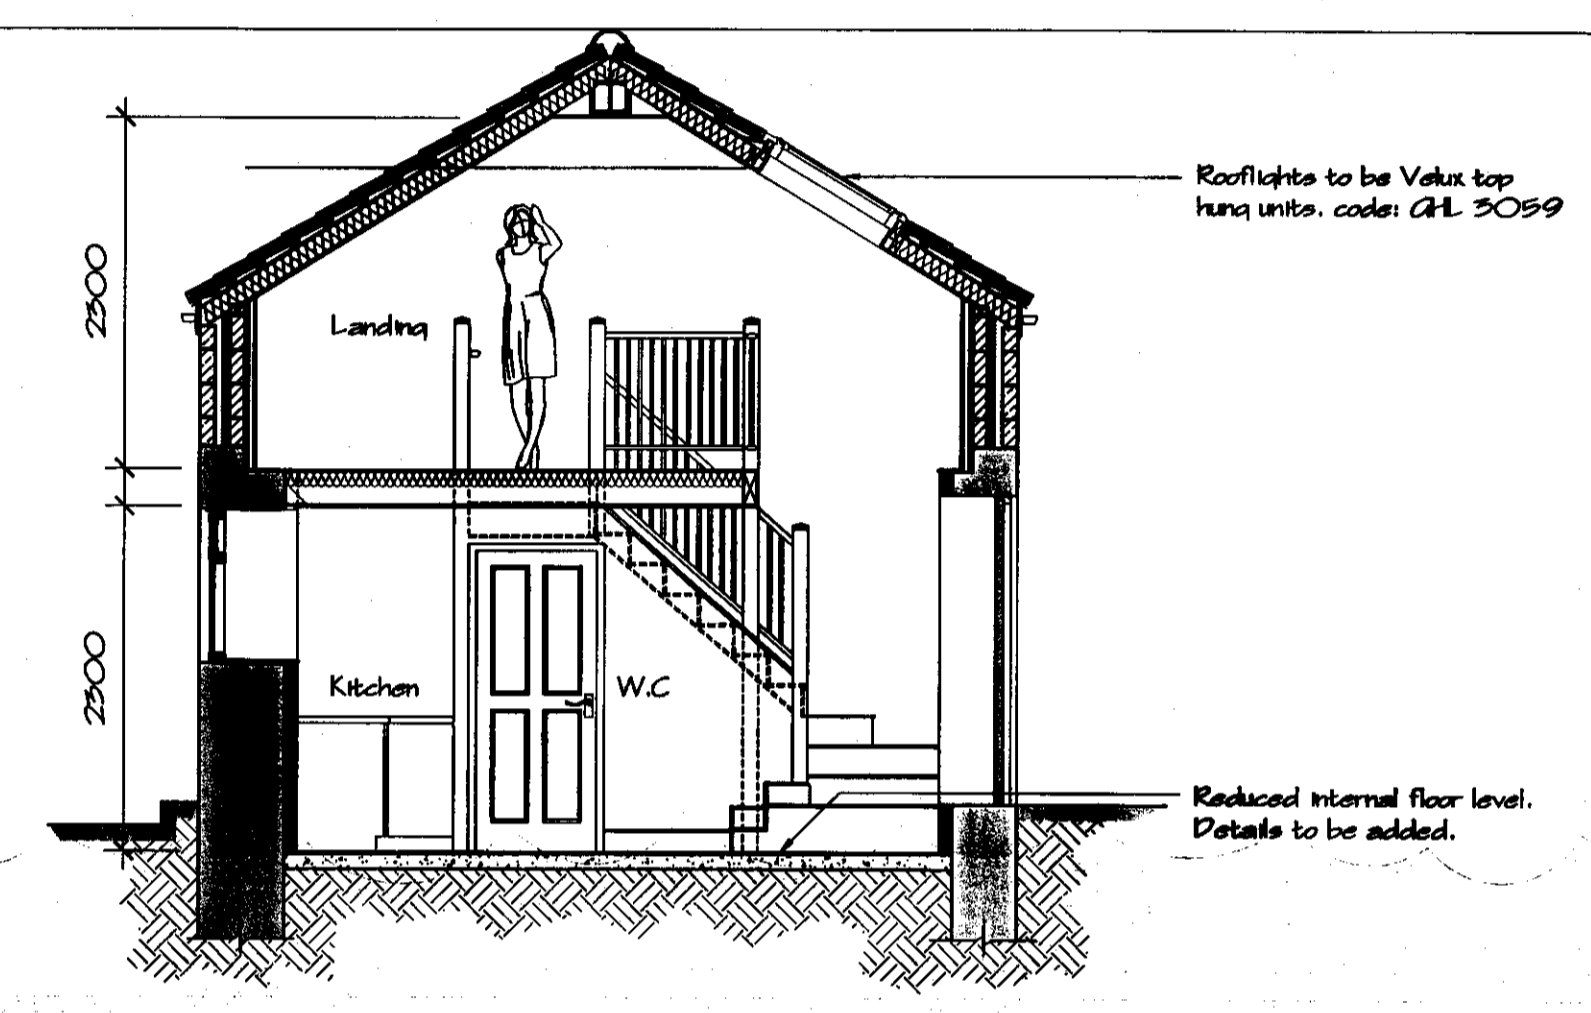 Rooflights to be Velux top
hung units. code: GHL 3059
2300
Landing
2300
Kitchen
W.C
Reduced internal floor level.
Details to be added.